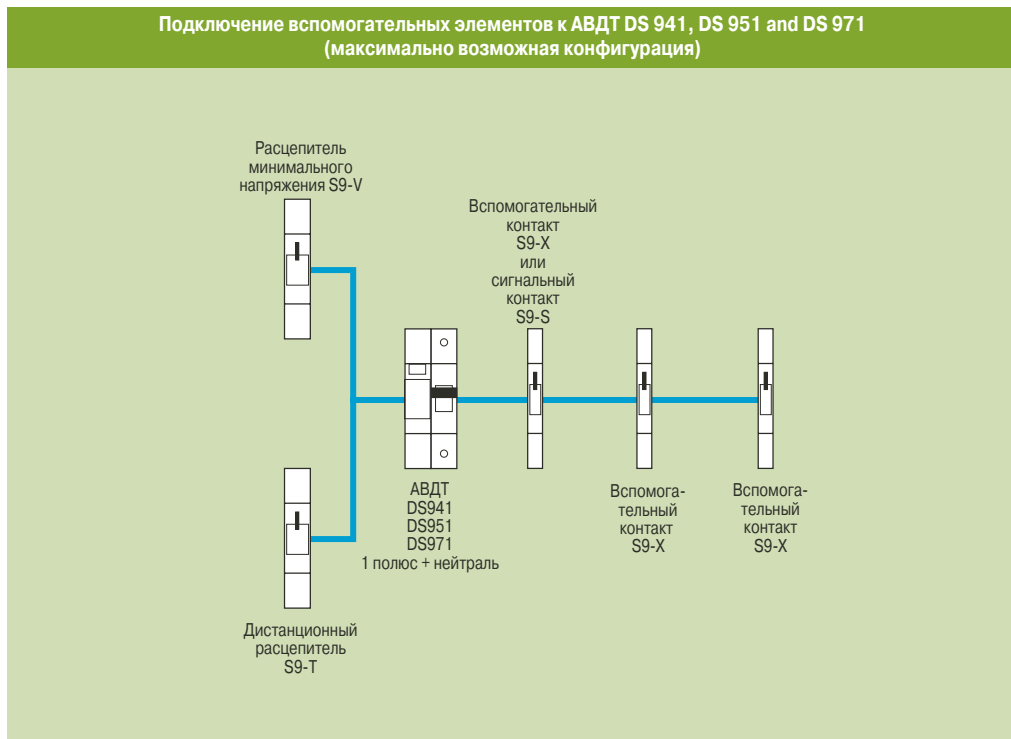 Подключение вспомогательных элементов к АВДТ DS 941, DS 951 and DS 971
(максимально возможная конфигурация)
Расцепитель
минимального
напряжения S9-V
Вспомогательный
контакт
S9-X
или
сигнальный
контакт
S9-S
АВДТ
DS941
DS951
DS971
1 полюс + нейтраль
Вспомога-
тельный
контакт
S9-X
Вспомога-
тельный
контакт
S9-X
Дистанционный
расцепитель
S9-T